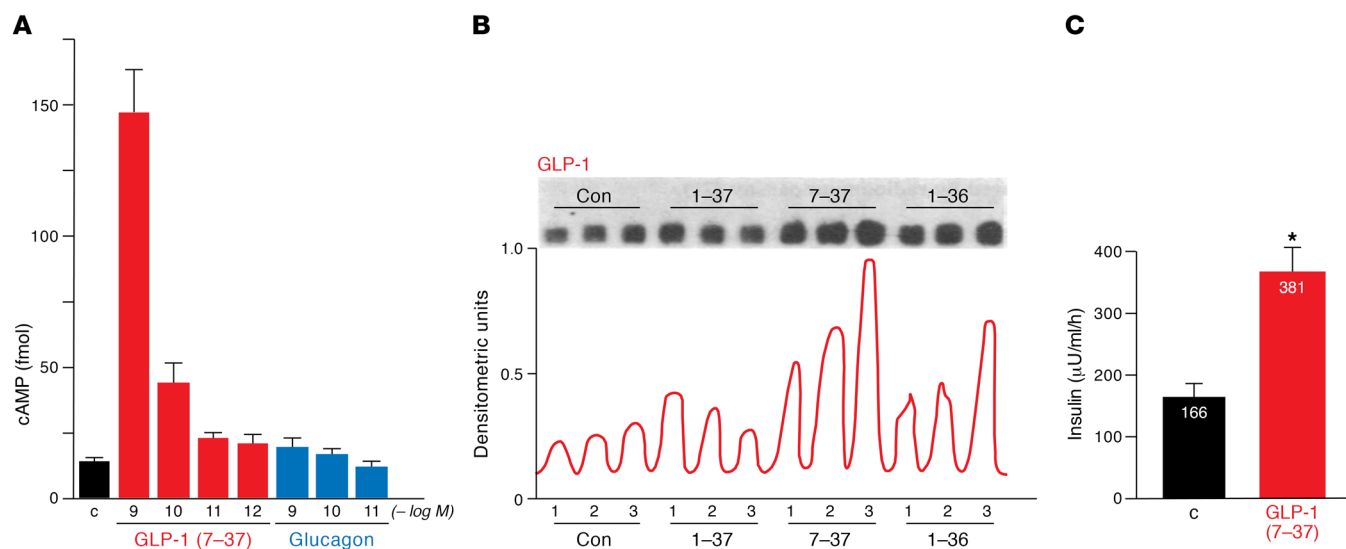 A
cAMP (fmol)
150
100
50
0
c 9 10 11 12 9 10 11 (– log M)
GLP-1 (7–37) Glucagon
B
GLP-1
Con 1–37 7–37 1–36
Densitometric units
1.0
0.5
0
1 2 3 1 2 3 1 2 3 1 2 3
Con 1–37 7–37 1–36
C
Insulin (μU/ml/h)
400
300
200
100
0
*
166 381
c GLP-1
(7–37)